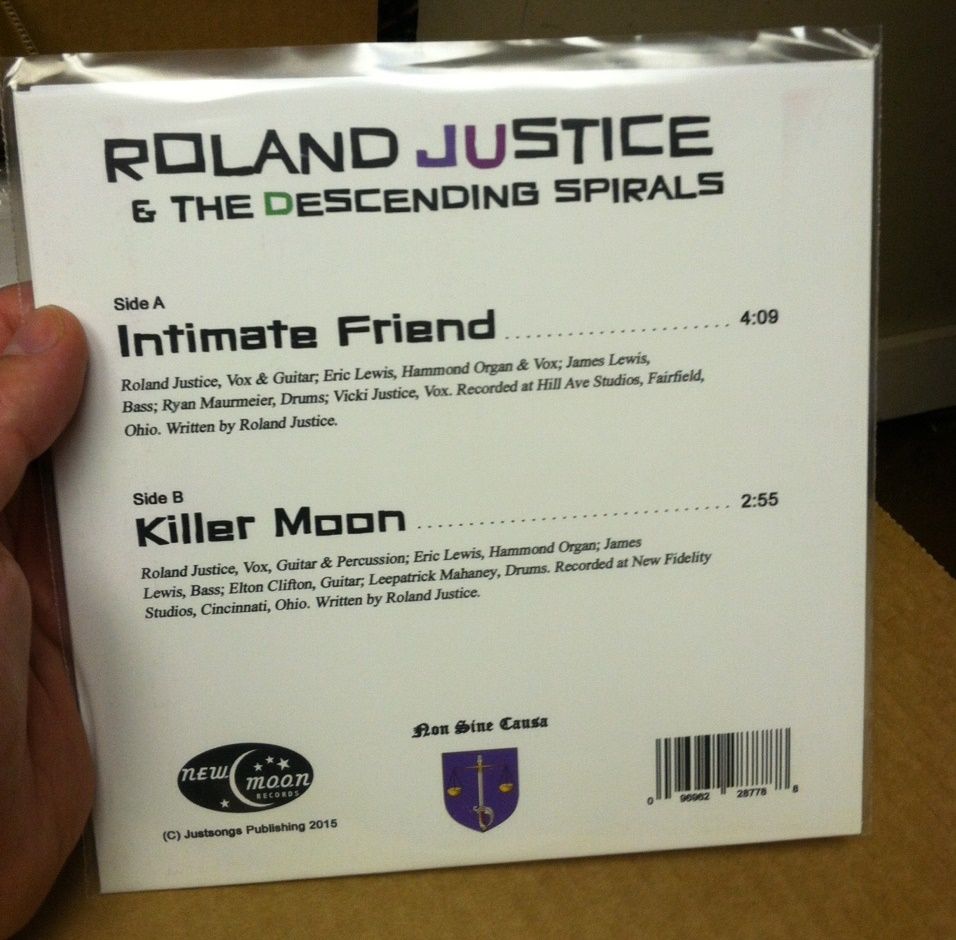 ROLAND JUSTICE
& THE DESCENDING SPIRALS
Side A
Intimate Friend ........................ 4:09
Roland Justice, Vox & Guitar; Eric Lewis, Hammond Organ & Vox; James Lewis,
Bass; Ryan Maurmeier, Drums; Vicki Justice, Vox. Recorded at Hill Ave Studios, Fairfield,
Ohio. Written by Roland Justice.
Side B
Killer Moon ................................. 2:55
Roland Justice, Vox, Guitar & Percussion; Eric Lewis, Hammond Organ; James
Lewis, Bass; Elton Clifton, Guitar; Leepatrick Mahaney, Drums. Recorded at New Fidelity
Studios, Cincinnati, Ohio. Written by Roland Justice.
Non Sine Causa
NEW MOON
RECORDS
(C) Justsongs Publishing 2015
0 96962 28778 6